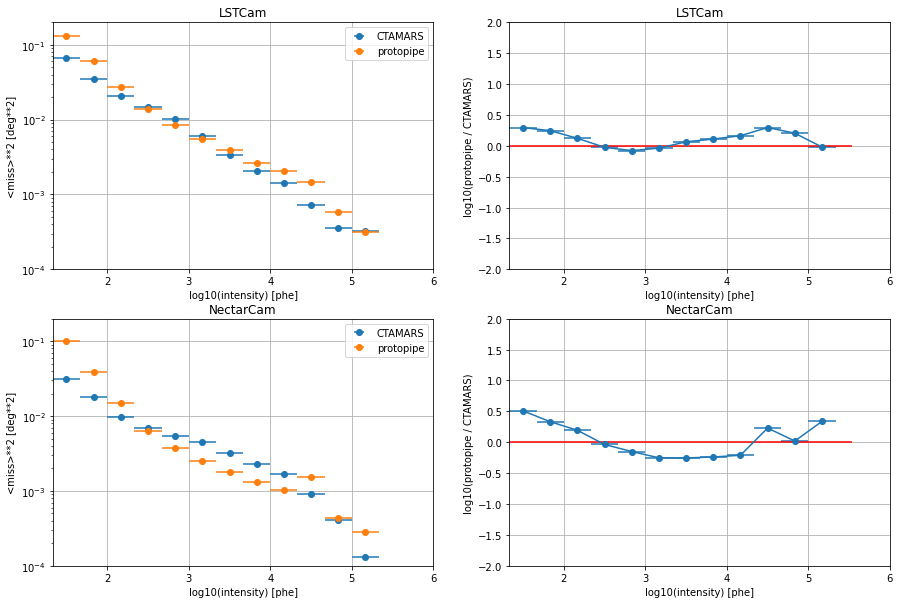 LSTCam
LSTCam
<miss>**2 [deg**2]
10⁻¹
10⁻²
10⁻³
10⁻⁴
CTAMARS
protopipe
2 3 4 5 6
log10(intensity) [phe]
log10(protopipe / CTAMARS)
2.0
1.5
1.0
0.5
0.0
−0.5
−1.0
−1.5
−2.0
2 3 4 5 6
log10(intensity) [phe]
NectarCam
NectarCam
<miss>**2 [deg**2]
10⁻¹
10⁻²
10⁻³
10⁻⁴
CTAMARS
protopipe
2 3 4 5 6
log10(intensity) [phe]
log10(protopipe / CTAMARS)
2.0
1.5
1.0
0.5
0.0
−0.5
−1.0
−1.5
−2.0
2 3 4 5 6
log10(intensity) [phe]